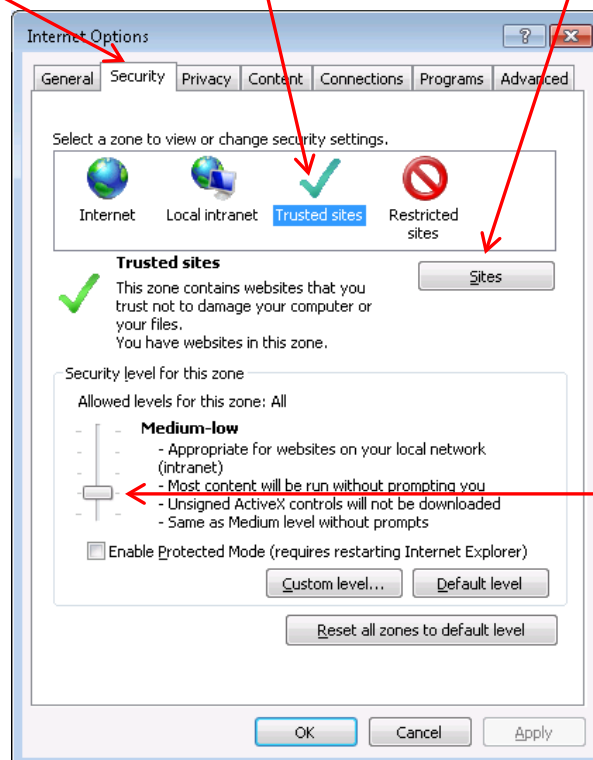 Internet Options
General Security Privacy Content Connections Programs Advanced
Select a zone to view or change security settings.
Internet Local intranet Trusted sites Restricted
sites
Trusted sites
Sites
This zone contains websites that you
trust not to damage your computer or
your files.
You have websites in this zone.
Security level for this zone
Allowed levels for this zone: All
Medium-low
- Appropriate for websites on your local network
(intranet)
- Most content will be run without prompting you
- Unsigned ActiveX controls will not be downloaded
- Same as Medium level without prompts
Enable Protected Mode (requires restarting Internet Explorer)
Custom level... Default level
Reset all zones to default level
OK Cancel Apply